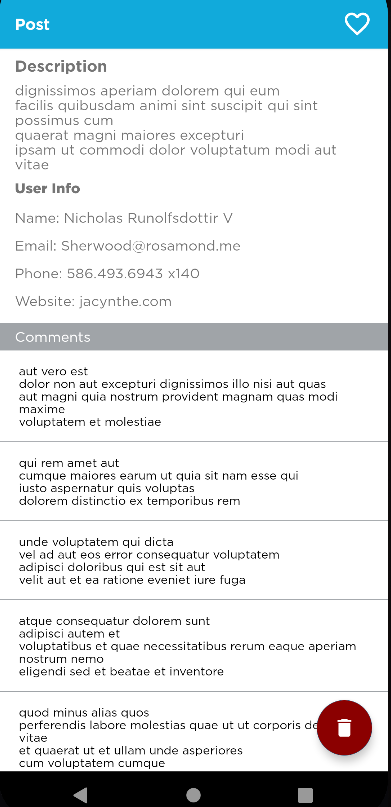 Post
Description
dignissimos aperiam dolorem qui eum
facilis quibusdam animi sint suscipit qui sint
possimus cum
quaerat magni maiores excepturi
ipsam ut commodi dolor voluptatum modi aut
vitae
User Info
Name: Nicholas Runolfsdottir V
Email: Sherwood@rosamond.me
Phone: 586.493.6943 x140
Website: jacynthe.com
Comments
aut vero est
dolor non aut excepturi dignissimos illo nisi aut quas
aut magni quia nostrum provident magnam quas modi
maxime
voluptatem et molestiae
qui rem amet aut
cumque maiores earum ut quia sit nam esse qui
iusto aspernatur quis voluptas
dolorem distinctio ex temporibus rem
unde voluptatem qui dicta
vel ad aut eos error consequatur voluptatem
adipisci doloribus qui est sit aut
velit aut et ea ratione eveniet iure fuga
atque consequatur dolorem sunt
adipisci autem et
voluptatibus et quae necessitatibus rerum eaque aperiam
nostrum nemo
eligendi sed et beatae et inventore
quod minus alias quos
perferendis labore molestias quae ut ut corporis
vitae
et quaerat ut et ullam unde asperiores
cum voluptatem cumque